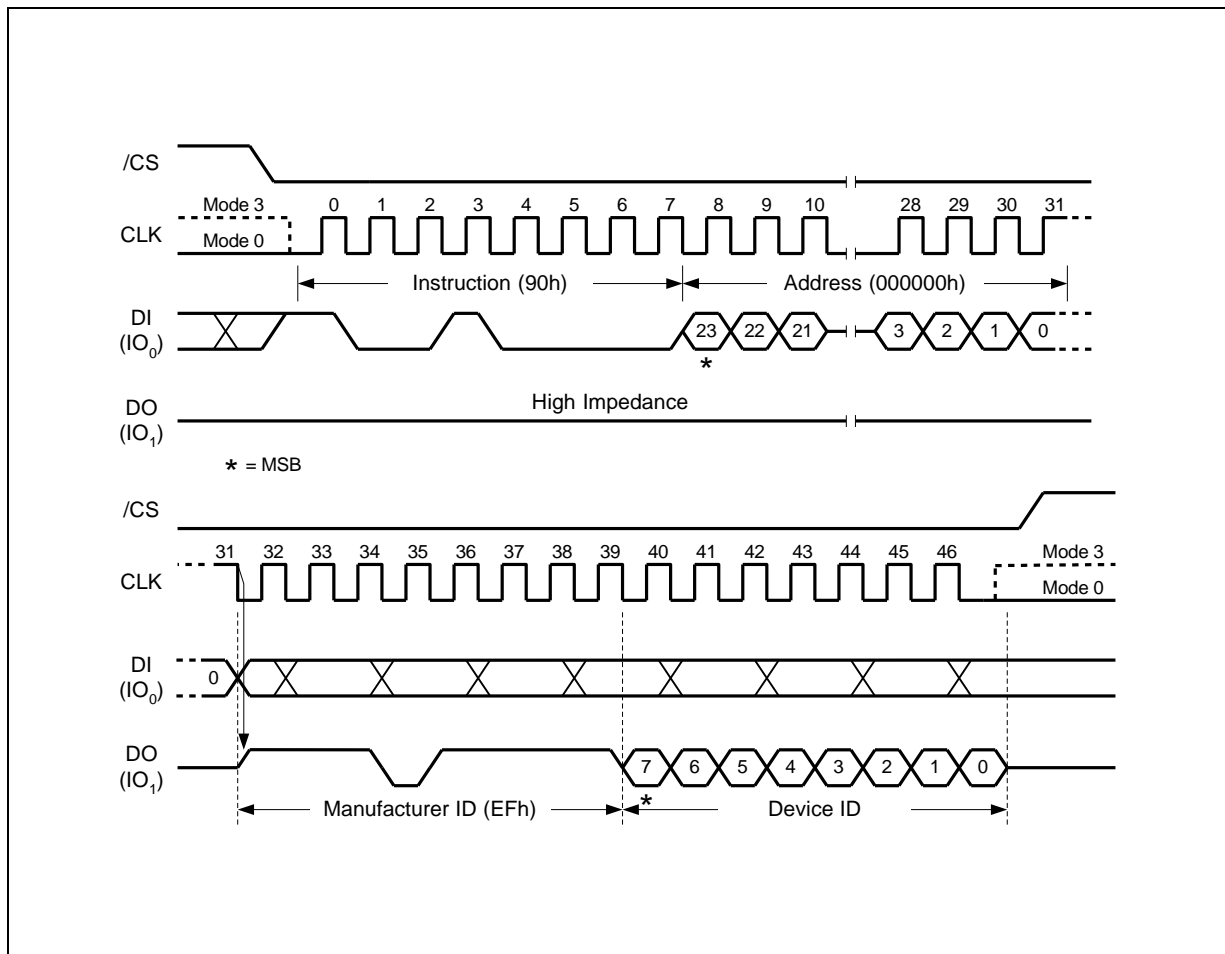 /CS
Mode 3 0 1 2 3 4 5 6 7 8 9 10 28 29 30 31
CLK
Mode 0
Instruction (90h) Address (000000h)
DI
(IO0) 23 22 21 3 2 1 0
*
High Impedance
DO
(IO1)
* = MSB
/CS
31 32 33 34 35 36 37 38 39 40 41 42 43 44 45 46 Mode 3
CLK
Mode 0
DI
(IO0) 0
DO
(IO1) 7 6 5 4 3 2 1 0
*
Manufacturer ID (EFh) Device ID